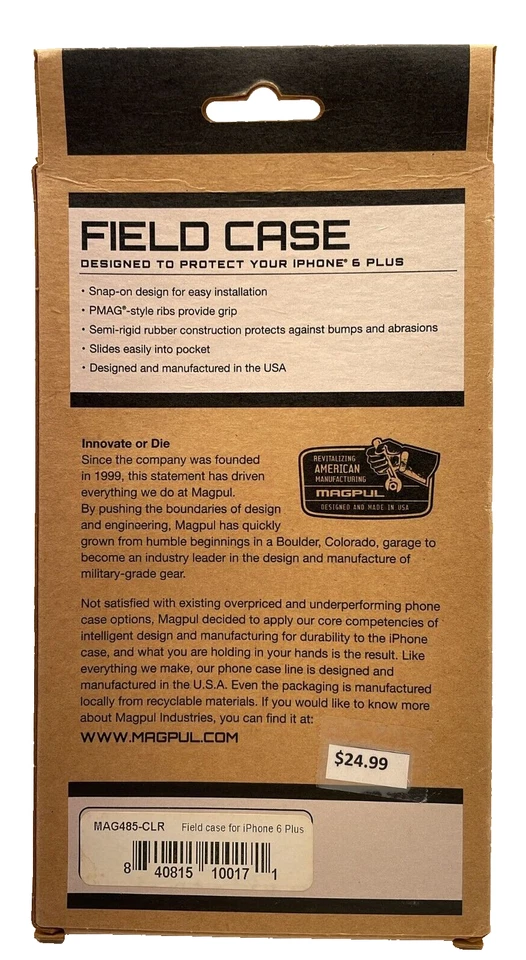 FIELD CASE
DESIGNED TO PROTECT YOUR IPHONE® 6 PLUS
• Snap-on design for easy installation
• PMAG®-style ribs provide grip
• Semi-rigid rubber construction protects against bumps and abrasions
• Slides easily into pocket
• Designed and manufactured in the USA
Innovate or Die
Since the company was founded
in 1999, this statement has driven
everything we do at Magpul.
By pushing the boundaries of design
and engineering, Magpul has quickly
grown from humble beginnings in a Boulder, Colorado, garage to
become an industry leader in the design and manufacture of
military-grade gear.
REVITALIZING
AMERICAN
MANUFACTURING
MAGPUL
DESIGNED AND MADE IN USA
Not satisfied with existing overpriced and underperforming phone
case options, Magpul decided to apply our core competencies of
intelligent design and manufacturing for durability to the iPhone
case, and what you are holding in your hands is the result. Like
everything we make, our phone case line is designed and
manufactured in the U.S.A. Even the packaging is manufactured
locally from recyclable materials. If you would like to know more
about Magpul Industries, you can find it at:
WWW.MAGPUL.COM
$24.99
MAG485-CLR Field case for iPhone 6 Plus
8 40815 10017 1